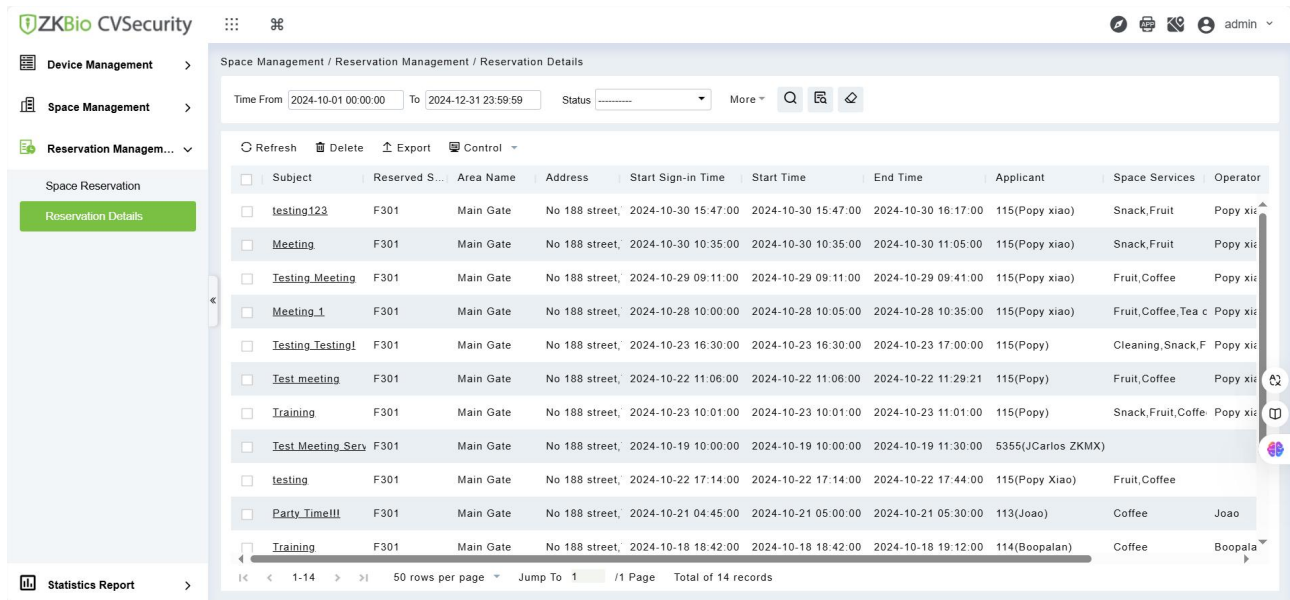 ZKBio CVSecurity
admin
Device Management
Space Management
Reservation Managem...
Space Reservation
Reservation Details
Statistics Report
Space Management / Reservation Management / Reservation Details
Time From 2024-10-01 00:00:00 To 2024-12-31 23:59:59 Status ---------- More
Refresh Delete Export Control
Subject Reserved S... Area Name Address Start Sign-in Time Start Time End Time Applicant Space Services Operator
testing123 F301 Main Gate No 188 street, 2024-10-30 15:47:00 2024-10-30 15:47:00 2024-10-30 16:17:00 115(Popy xiao) Snack,Fruit Popy xia
Meeting F301 Main Gate No 188 street, 2024-10-30 10:35:00 2024-10-30 10:35:00 2024-10-30 11:05:00 115(Popy xiao) Snack,Fruit Popy xia
Testing Meeting F301 Main Gate No 188 street, 2024-10-29 09:11:00 2024-10-29 09:11:00 2024-10-29 09:41:00 115(Popy xiao) Fruit,Coffee Popy xia
Meeting 1 F301 Main Gate No 188 street, 2024-10-28 10:00:00 2024-10-28 10:05:00 2024-10-28 10:35:00 115(Popy xiao) Fruit,Coffee,Tea c Popy xia
Testing Testing! F301 Main Gate No 188 street, 2024-10-23 16:30:00 2024-10-23 16:30:00 2024-10-23 17:00:00 115(Popy) Cleaning,Snack,F Popy xia
Test meeting F301 Main Gate No 188 street, 2024-10-22 11:06:00 2024-10-22 11:06:00 2024-10-22 11:29:21 115(Popy) Fruit,Coffee Popy xia
Training F301 Main Gate No 188 street, 2024-10-23 10:01:00 2024-10-23 10:01:00 2024-10-23 11:01:00 115(Popy) Snack,Fruit,Coffe Popy xia
Test Meeting Serv F301 Main Gate No 188 street, 2024-10-19 10:00:00 2024-10-19 10:00:00 2024-10-19 11:30:00 5355(JCarlos ZKMX)
testing F301 Main Gate No 188 street, 2024-10-22 17:14:00 2024-10-22 17:14:00 2024-10-22 17:44:00 115(Popy Xiao) Fruit,Coffee
Party Time!!! F301 Main Gate No 188 street, 2024-10-21 04:45:00 2024-10-21 05:00:00 2024-10-21 05:30:00 113(Joao) Coffee Joao
Training F301 Main Gate No 188 street, 2024-10-18 18:42:00 2024-10-18 18:42:00 2024-10-18 19:12:00 114(Boopalan) Coffee Boopala
1-14 50 rows per page Jump To 1 /1 Page Total of 14 records